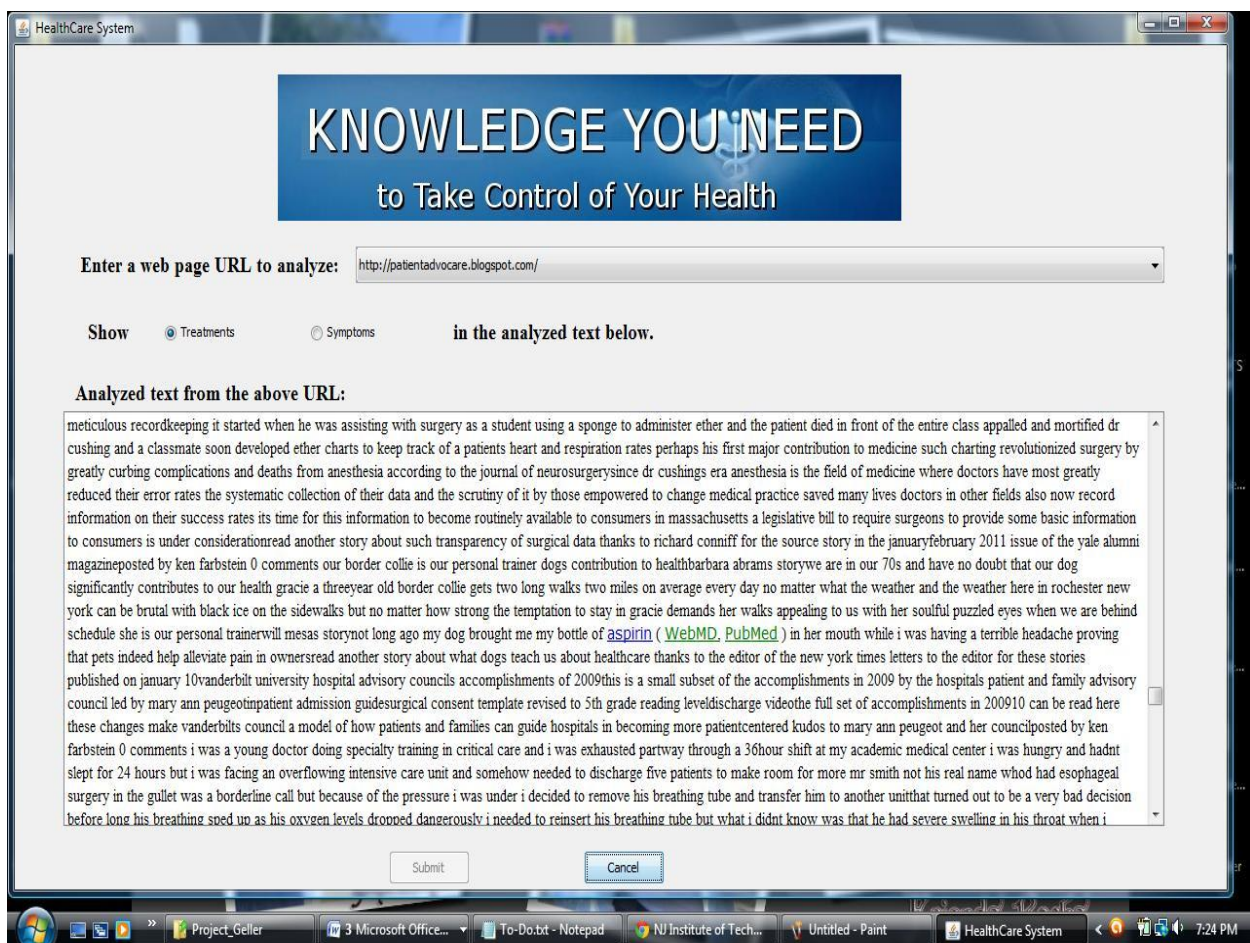 HealthCare System
KNOWLEDGE YOU NEED
to Take Control of Your Health
Enter a web page URL to analyze: http://patientadvocare.blogspot.com/
Show Treatments Symptoms in the analyzed text below.
Analyzed text from the above URL:
meticulous recordkeeping it started when he was assisting with surgery as a student using a sponge to administer ether and the patient died in front of the entire class appalled and mortified dr
cushing and a classmate soon developed ether charts to keep track of a patients heart and respiration rates perhaps his first major contribution to medicine such charting revolutionized surgery by
greatly curbing complications and deaths from anesthesia according to the journal of neurosurgerysince dr cushings era anesthesia is the field of medicine where doctors have most greatly
reduced their error rates the systematic collection of their data and the scrutiny of it by those empowered to change medical practice saved many lives doctors in other fields also now record
information on their success rates its time for this information to become routinely available to consumers in massachusetts a legislative bill to require surgeons to provide some basic information
to consumers is under considerationread another story about such transparency of surgical data thanks to richard conniff for the source story in the januaryfebruary 2011 issue of the yale alumni
magazineposted by ken farbstein 0 comments our border collie is our personal trainer dogs contribution to healthbarbara abrams storywe are in our 70s and have no doubt that our dog
significantly contributes to our health gracie a threeyear old border collie gets two long walks two miles on average every day no matter what the weather and the weather here in rochester new
york can be brutal with black ice on the sidewalks but no matter how strong the temptation to stay in gracie demands her walks appealing to us with her soulful puzzled eyes when we are behind
schedule she is our personal trainerwill mesas storynot long ago my dog brought me my bottle of aspirin ( WebMD, PubMed ) in her mouth while i was having a terrible headache proving
that pets indeed help alleviate pain in ownersread another story about what dogs teach us about healthcare thanks to the editor of the new york times letters to the editor for these stories
published on january 10vanderbilt university hospital advisory councils accomplishments of 2009this is a small subset of the accomplishments in 2009 by the hospitals patient and family advisory
council led by mary ann peugeotinpatient admission guidesurgical consent template revised to 5th grade reading leveldischarge videothe full set of accomplishments in 200910 can be read here
these changes make vanderbilts council a model of how patients and families can guide hospitals in becoming more patientcentered kudos to mary ann peugeot and her councilposted by ken
farbstein 0 comments i was a young doctor doing specialty training in critical care and i was exhausted partway through a 36hour shift at my academic medical center i was hungry and hadnt
slept for 24 hours but i was facing an overflowing intensive care unit and somehow needed to discharge five patients to make room for more mr smith not his real name whod had esophageal
surgery in the gullet was a borderline call but because of the pressure i was under i decided to remove his breathing tube and transfer him to another unitthat turned out to be a very bad decision
before long his breathing sped up as his oxygen levels dropped dangerously i needed to reinsert his breathing tube but what i didnt know was that he had severe swelling in his throat when i
Submit Cancel
Project_Geller 3 Microsoft Office... To-Do.txt - Notepad NJ Institute of Tech... Untitled - Paint HealthCare System 7:24 PM